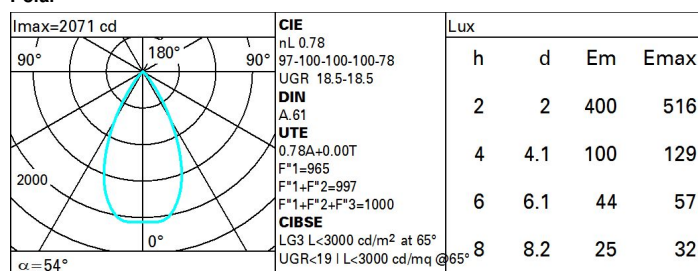 Imax=2071 cd
90° 180° 90°
2000
0°
α=54°
CIE
nL 0.78
97-100-100-100-78
UGR 18.5-18.5
DIN
A.61
UTE
0.78A+0.00T
F"1=965
F"1+F"2=997
F"1+F"2+F"3=1000
CIBSE
LG3 L<3000 cd/m² at 65°
UGR<19 | L<3000 cd/mq @65°
Lux
h d Em Emax
2 2 400 516
4 4.1 100 129
6 6.1 44 57
8 8.2 25 32